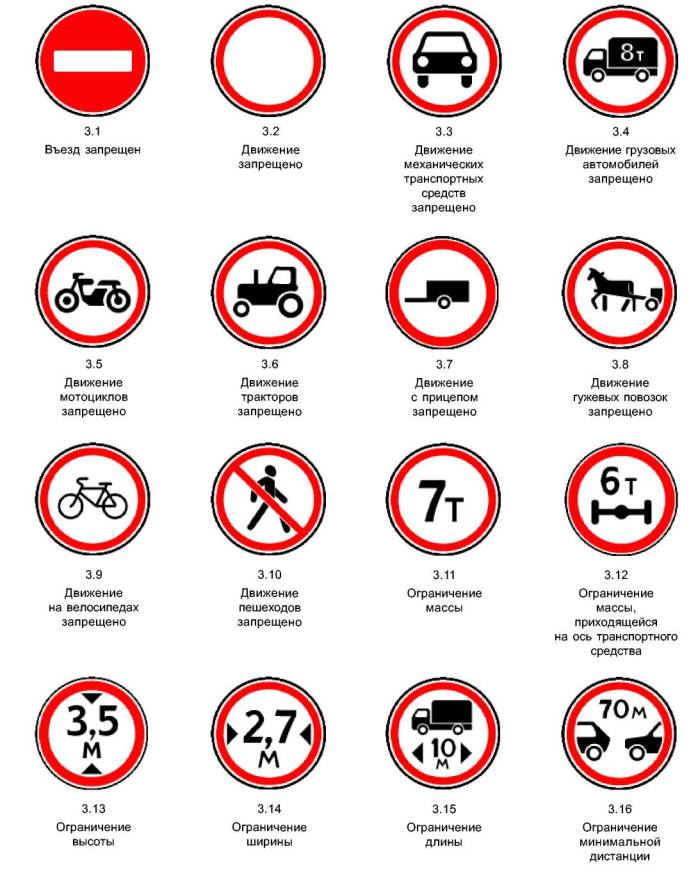 8т
3.1
Въезд запрещен
3.2
Движение
запрещено
3.3
Движение
механических
транспортных
средств
запрещено
3.4
Движение грузовых
автомобилей
запрещено
3.5
Движение
мотоциклов
запрещено
3.6
Движение
тракторов
запрещено
3.7
Движение
с прицепом
запрещено
3.8
Движение
гужевых повозок
запрещено
3.9
Движение
на велосипедах
запрещено
3.10
Движение
пешеходов
запрещено
7т
3.11
Ограничение
массы
6т
3.12
Ограничение
массы,
приходящейся
на ось транспортного
средства
3,5
м
3.13
Ограничение
высоты
2,7
м
3.14
Ограничение
ширины
10
м
3.15
Ограничение
длины
70м
3.16
Ограничение
минимальной
дистанции